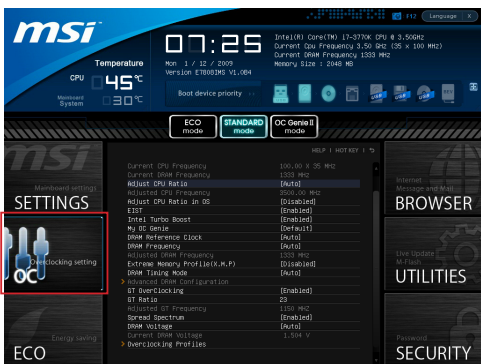 msi
F12
Language
X
Temperature
CPU 45°C
Mainboard
System 30°C
07:25
Mon 1 / 12 / 2009
Intel(R) Core(TM) i7-3770K CPU @ 3.50GHz
Current Cpu Frequency 3.50 GHz (35 × 100 MHz)
Current DRAM Frequency 1333 MHz
Memory Size : 2048 MB
Boot device priority
USB
USB
USB
ECO
mode
STANDARD
mode
OC Genie II
mode
HELP | HOT KEY |
msi
Mainboard settings
SETTINGS
Overclocking setting
OC
Energy saving
ECO
Current CPU Frequency 100.00 X 35 MHz
Current DRAM Frequency 1333 MHz
Adjust CPU Ratio [Auto]
Adjusted CPU Frequency 3500.00 MHz
Adjust CPU Ratio in OS [Disabled]
EIST [Enabled]
Intel Turbo Boost [Enabled]
My OC Genie [Default]
DRAM Reference Clock [Auto]
DRAM Frequency [Auto]
Adjusted DRAM Frequency 1333 MHz
Extreme Memory Profile(X.M.P) [Disabled]
DRAM Timing Mode [Auto]
> Advanced DRAM Configuration
GT OverClocking [Enabled]
GT Ratio 23
Adjusted GT Frequency 1150 MHz
Spread Spectrum [Enabled]
DRAM Voltage [Auto]
Current DRAM Voltage 1.504 V
> Overclocking Profiles
Internet
Message and Mail
BROWSER
Live Update
M-Flash
UTILITIES
Password
SECURITY